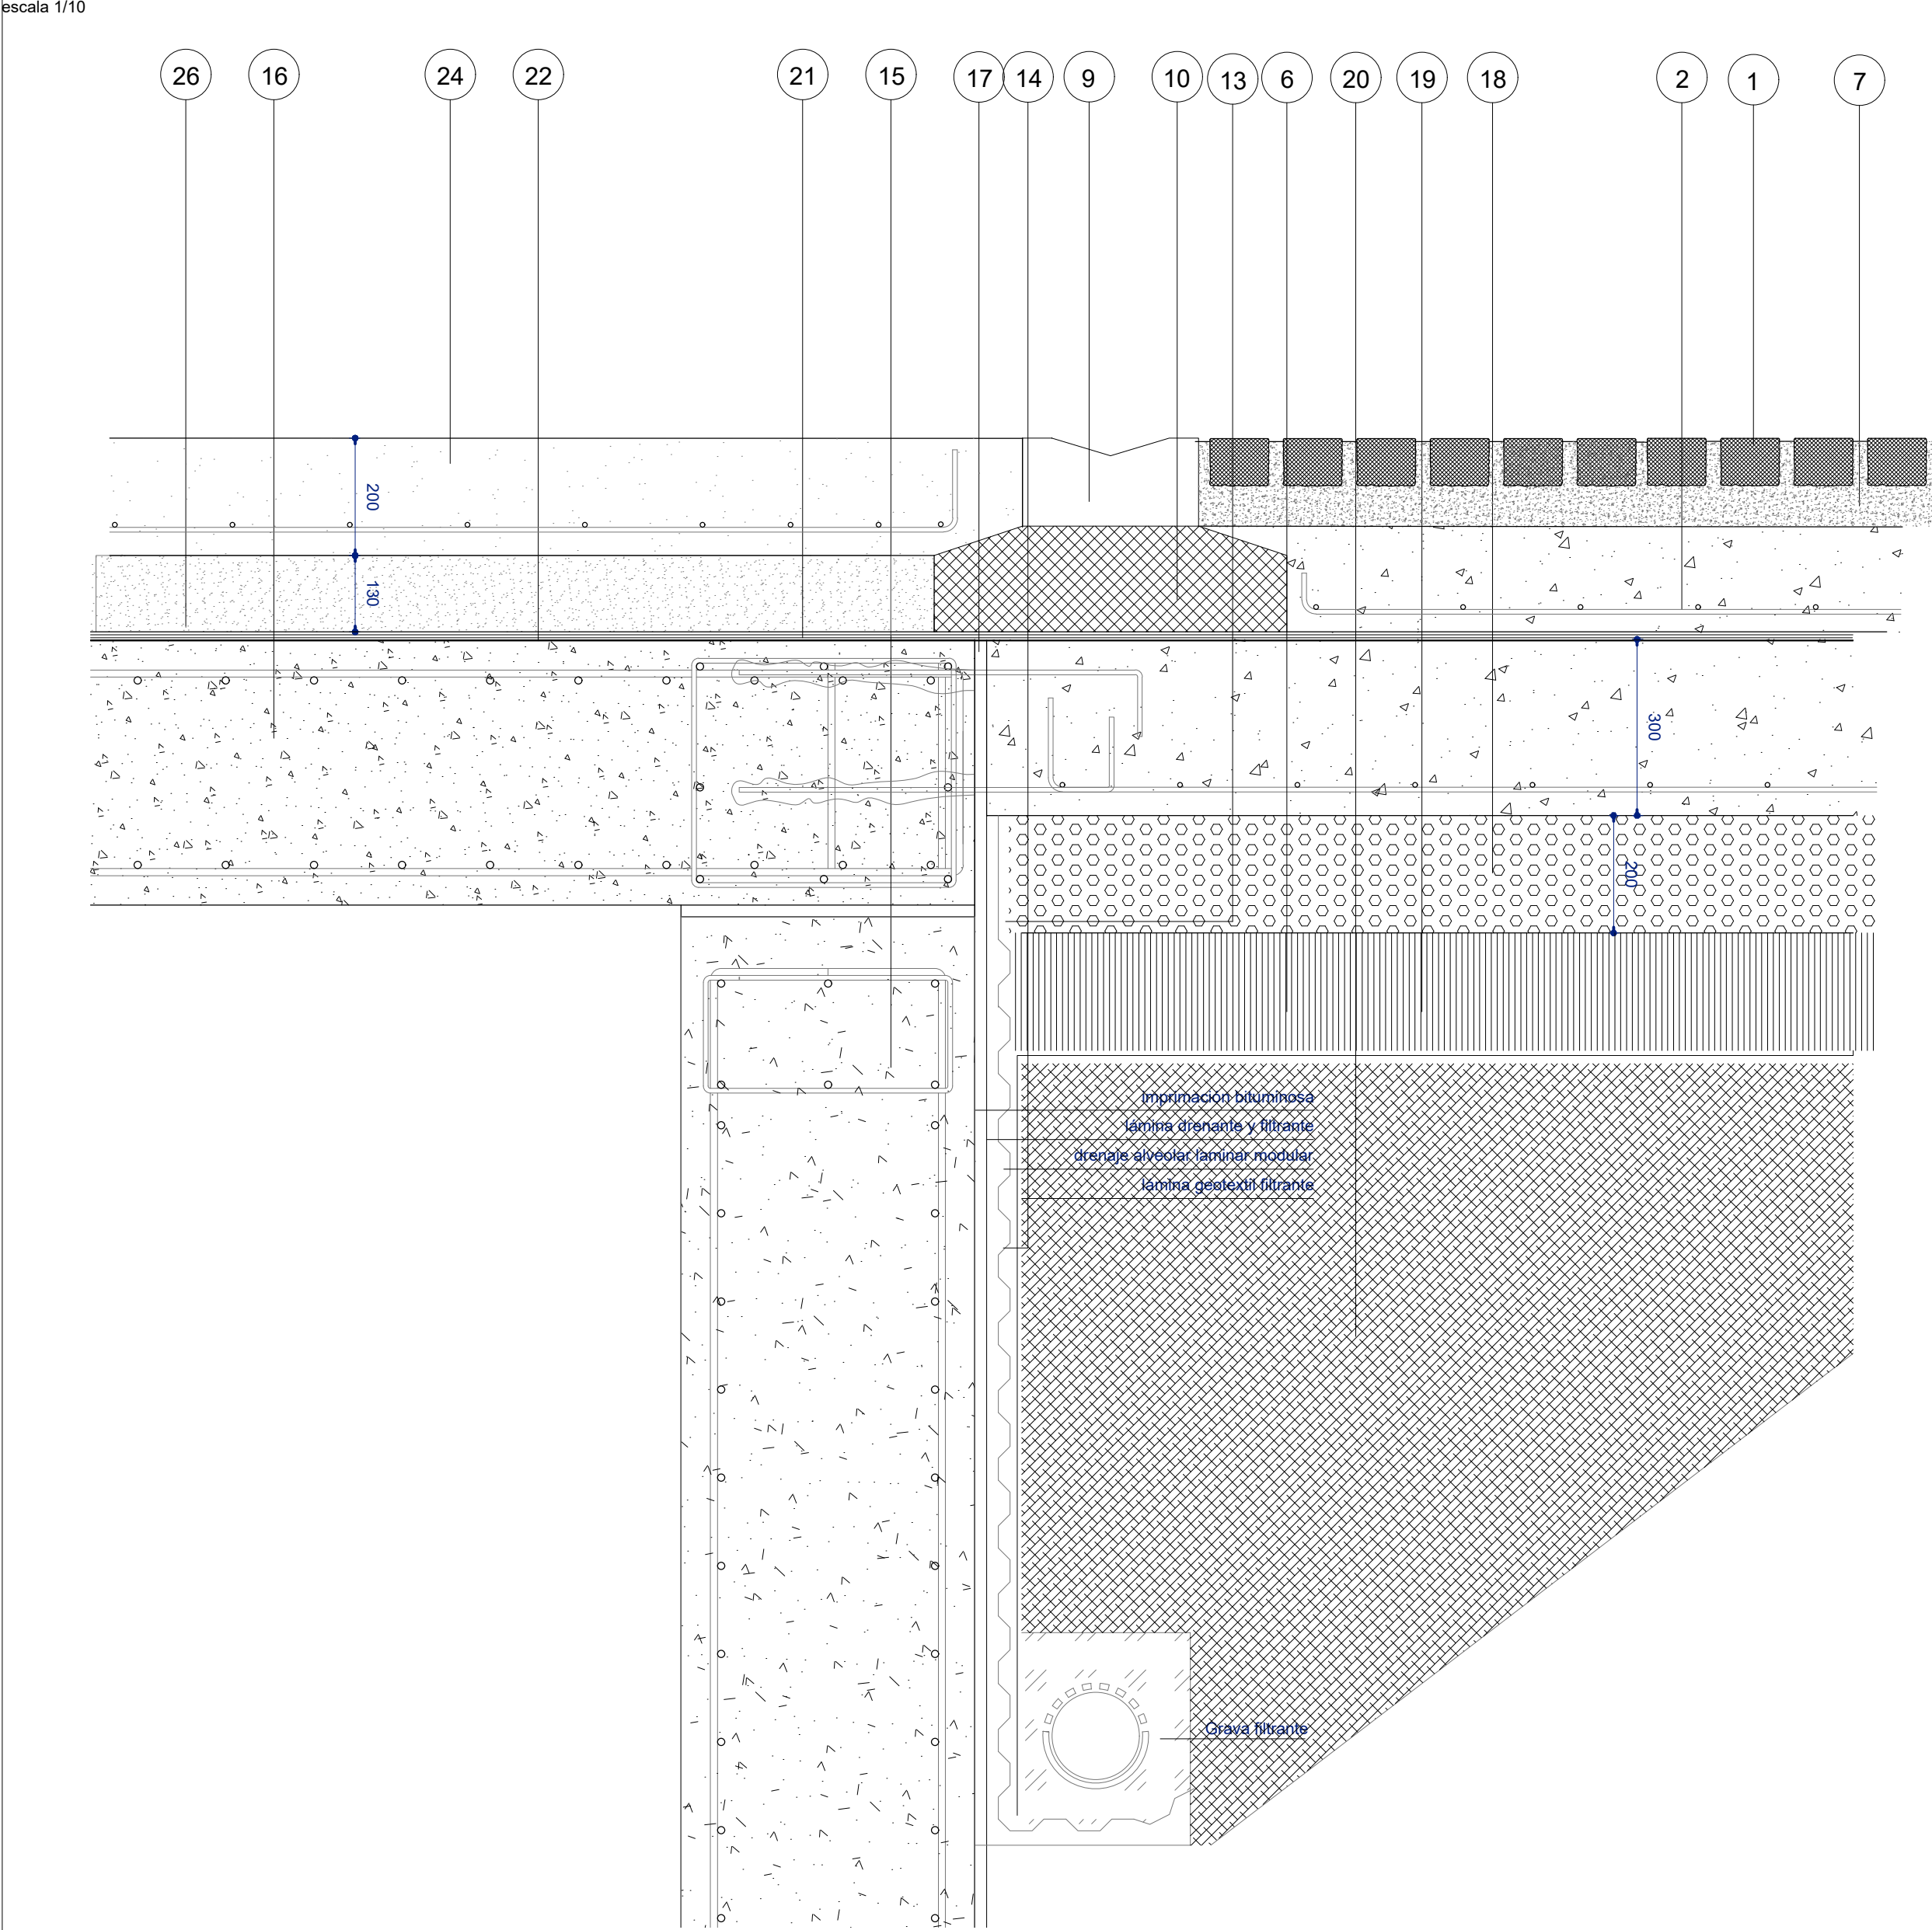 escala 1/10
26 16 24 22 21 15 17 14 9 10 13 6 20 19 18 2 1 7
200
130
300
200
imprimación bituminosa
lámina drenante y filtrante
drenaje alveolar laminar modular
lámina geotextil filtrante
Grava filtrante